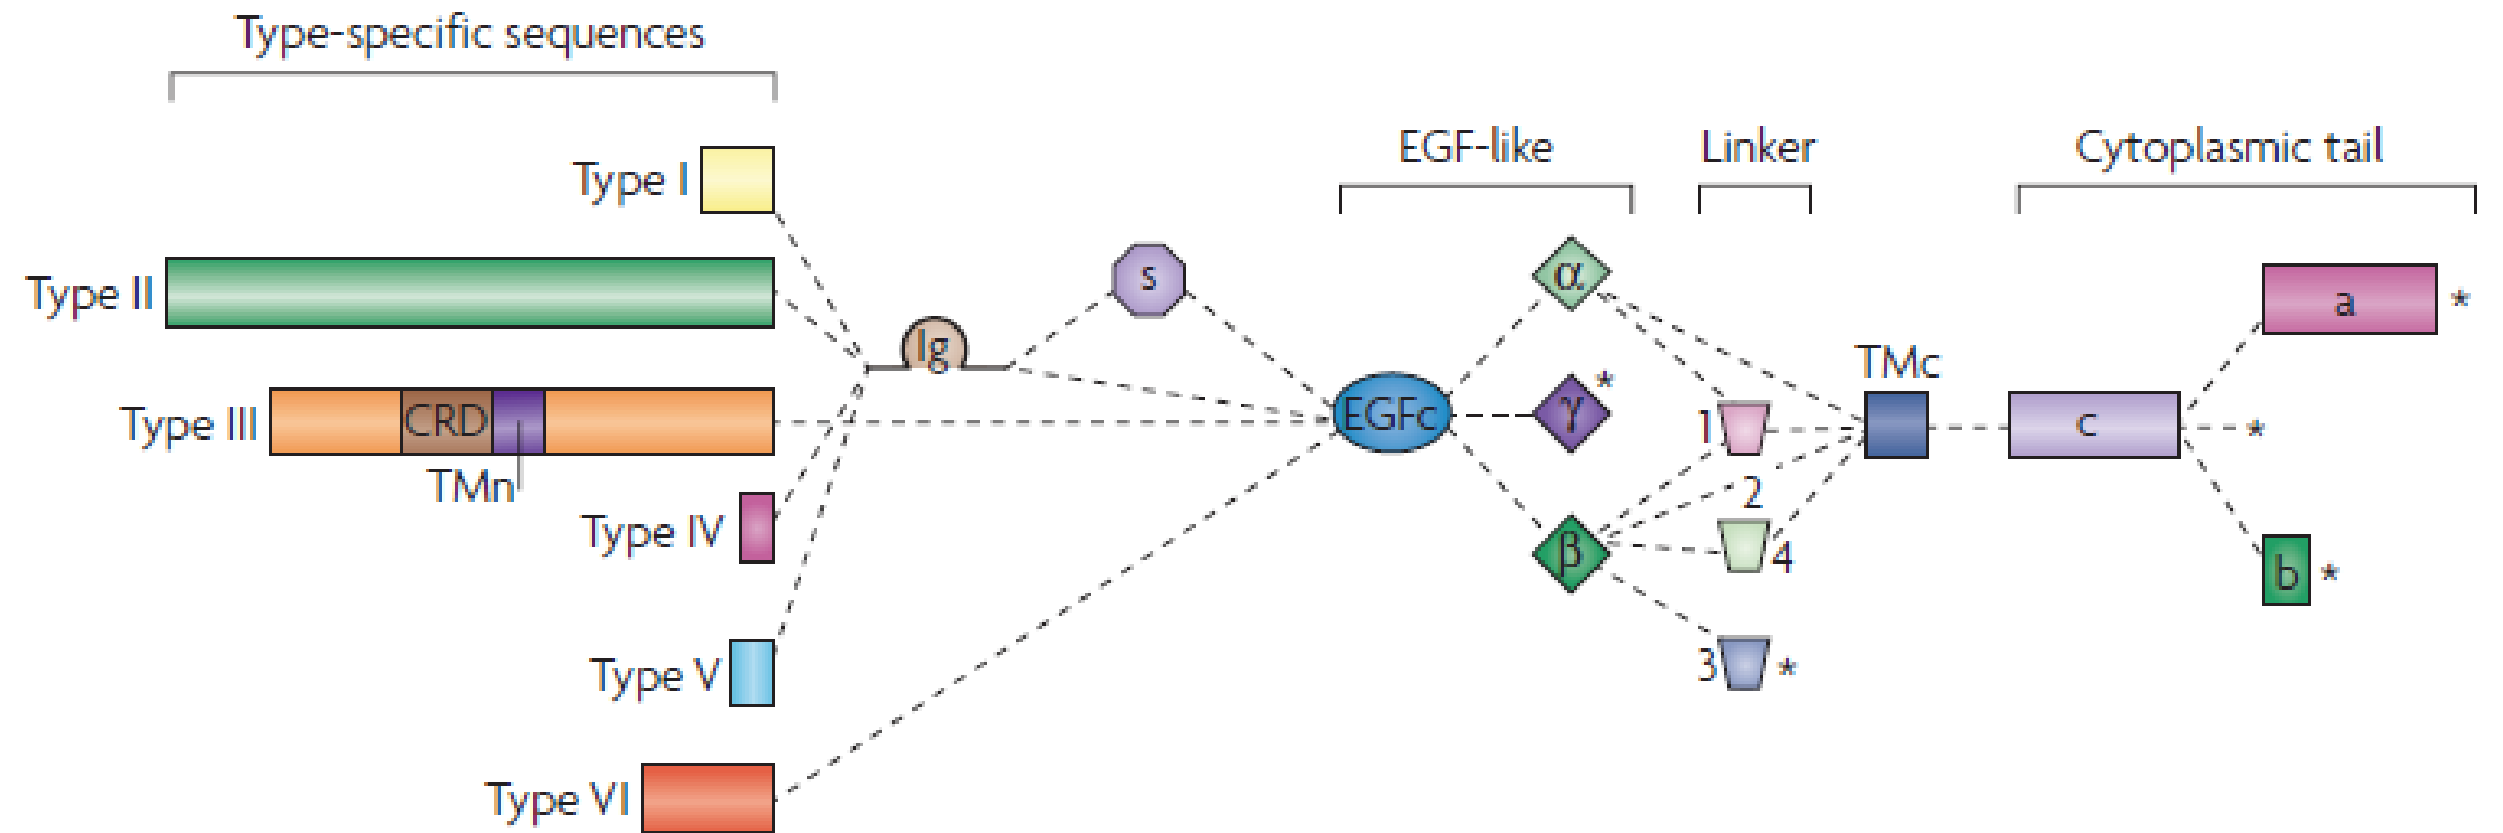 Type-specific sequences
EGF-like
Linker
Cytoplasmic tail
Type I
Type II
s
α
a *
Ig
TMc
Type III
CRD
TMn
EGFc
γ *
1
c
*
2
Type IV
β
4
b *
Type V
3 *
Type VI